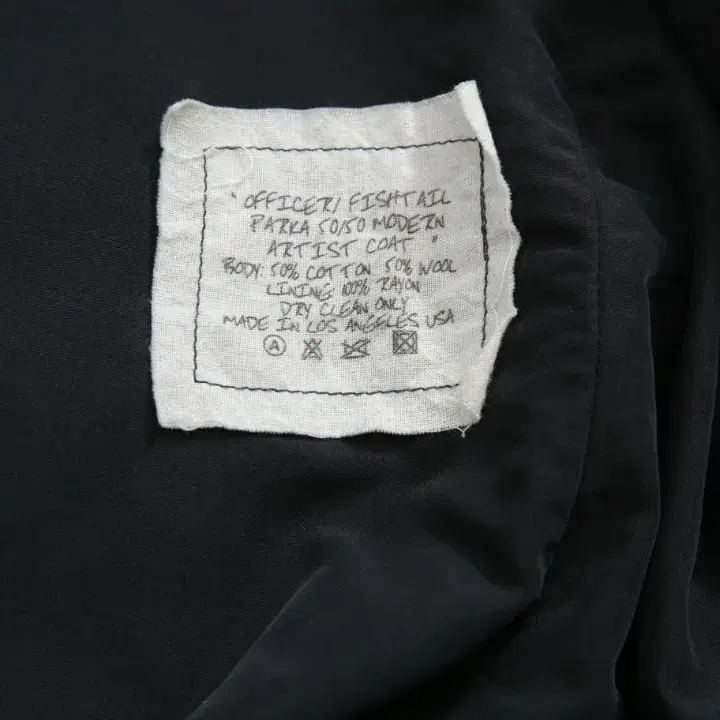 "OFFICER/FISHTAIL
PARKA 50/50 MODERN
ARTIST COAT"
BODY: 50% COTTON 50% WOOL
LINING 100% RAYON
DRY CLEAN ONLY
MADE IN LOS ANGELES USA
A